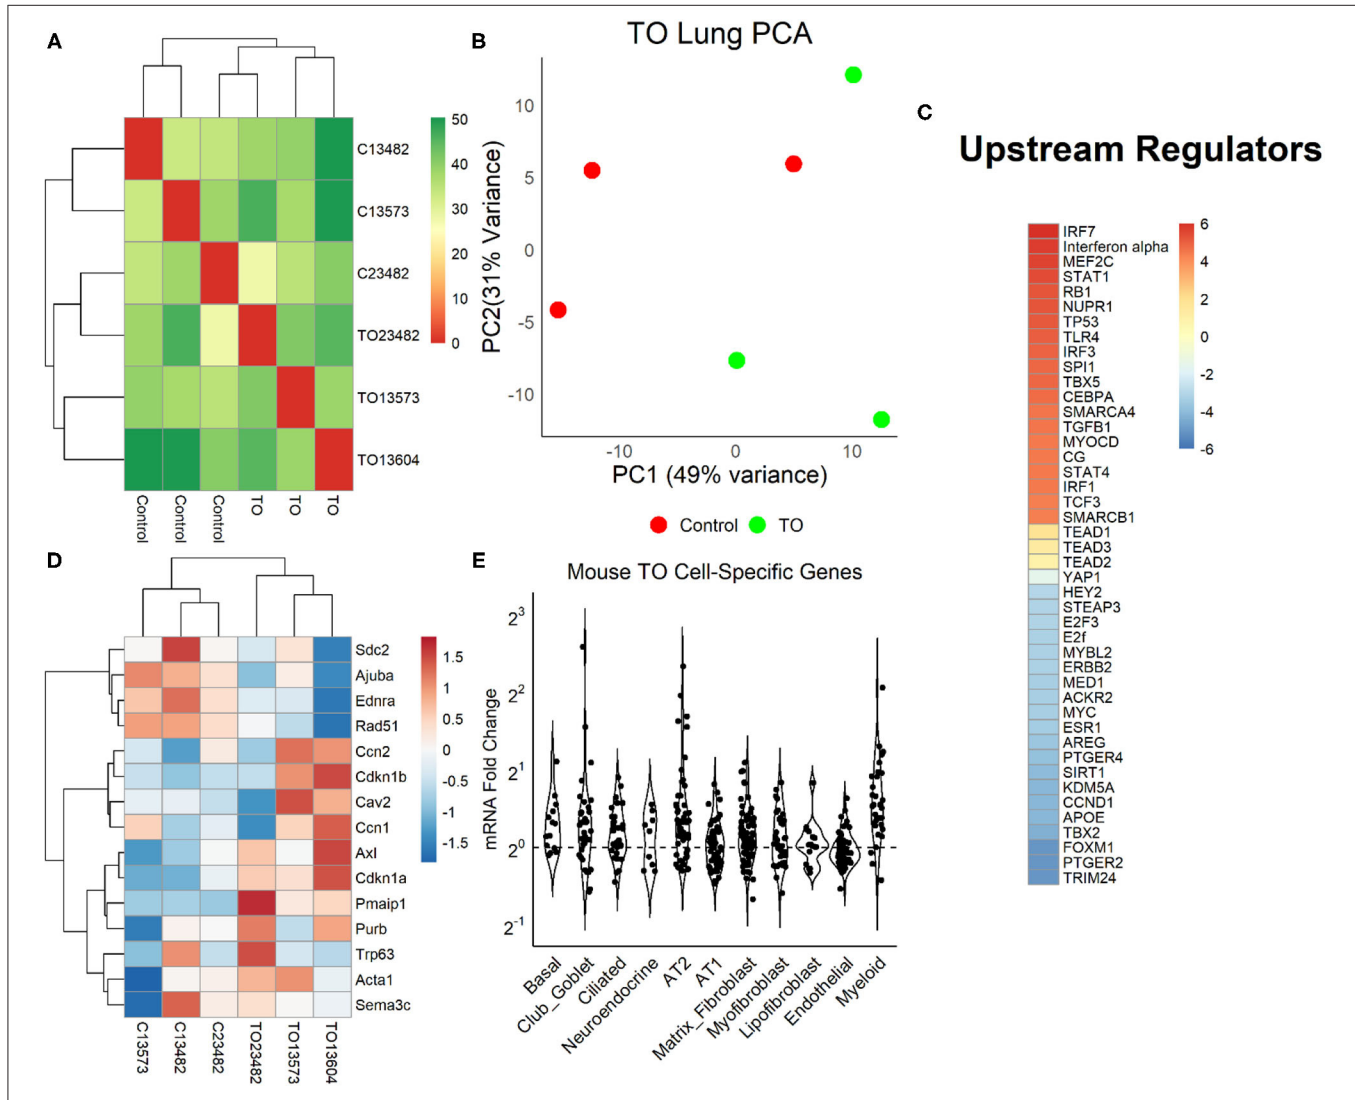 A
50
40
30
20
10
0
C13482
C13573
C23482
TO23482
TO13573
TO13604
Control
Control
Control
TO
TO
TO
B
TO Lung PCA
PC2(31% Variance)
10
5
0
-5
-10
-10
0
10
PC1 (49% variance)
Control
TO
C
Upstream Regulators
IRF7
Interferon alpha
MEF2C
STAT1
RB1
NUPR1
TP53
TLR4
IRF3
SPI1
TBX5
CEBPA
SMARCA4
TGFB1
MYOCD
CG
STAT4
IRF1
TCF3
SMARCB1
TEAD1
TEAD3
TEAD2
YAP1
HEY2
STEAP3
E2F3
E2f
MYBL2
ERBB2
MED1
ACKR2
MYC
ESR1
AREG
PTGER4
SIRT1
KDM5A
CCND1
APOE
TBX2
FOXM1
PTGER2
TRIM24
6
4
2
0
-2
-4
-6
D
Sdc2
Ajuba
Ednra
Rad51
Ccn2
Cdkn1b
Cav2
Ccn1
Axl
Cdkn1a
Pmaip1
Purb
Trp63
Acta1
Sema3c
1.5
1
0.5
0
-0.5
-1
-1.5
C13573
C13482
C23482
TO23482
TO13573
TO13604
E
Mouse TO Cell-Specific Genes
mRNA Fold Change
2^3
2^2
2^1
2^0
2^-1
Basal
Club_Goblet
Ciliated
Neuroendocrine
AT2
AT1
Matrix_Fibroblast
Myofibroblast
Lipofibroblast
Endothelial
Myeloid